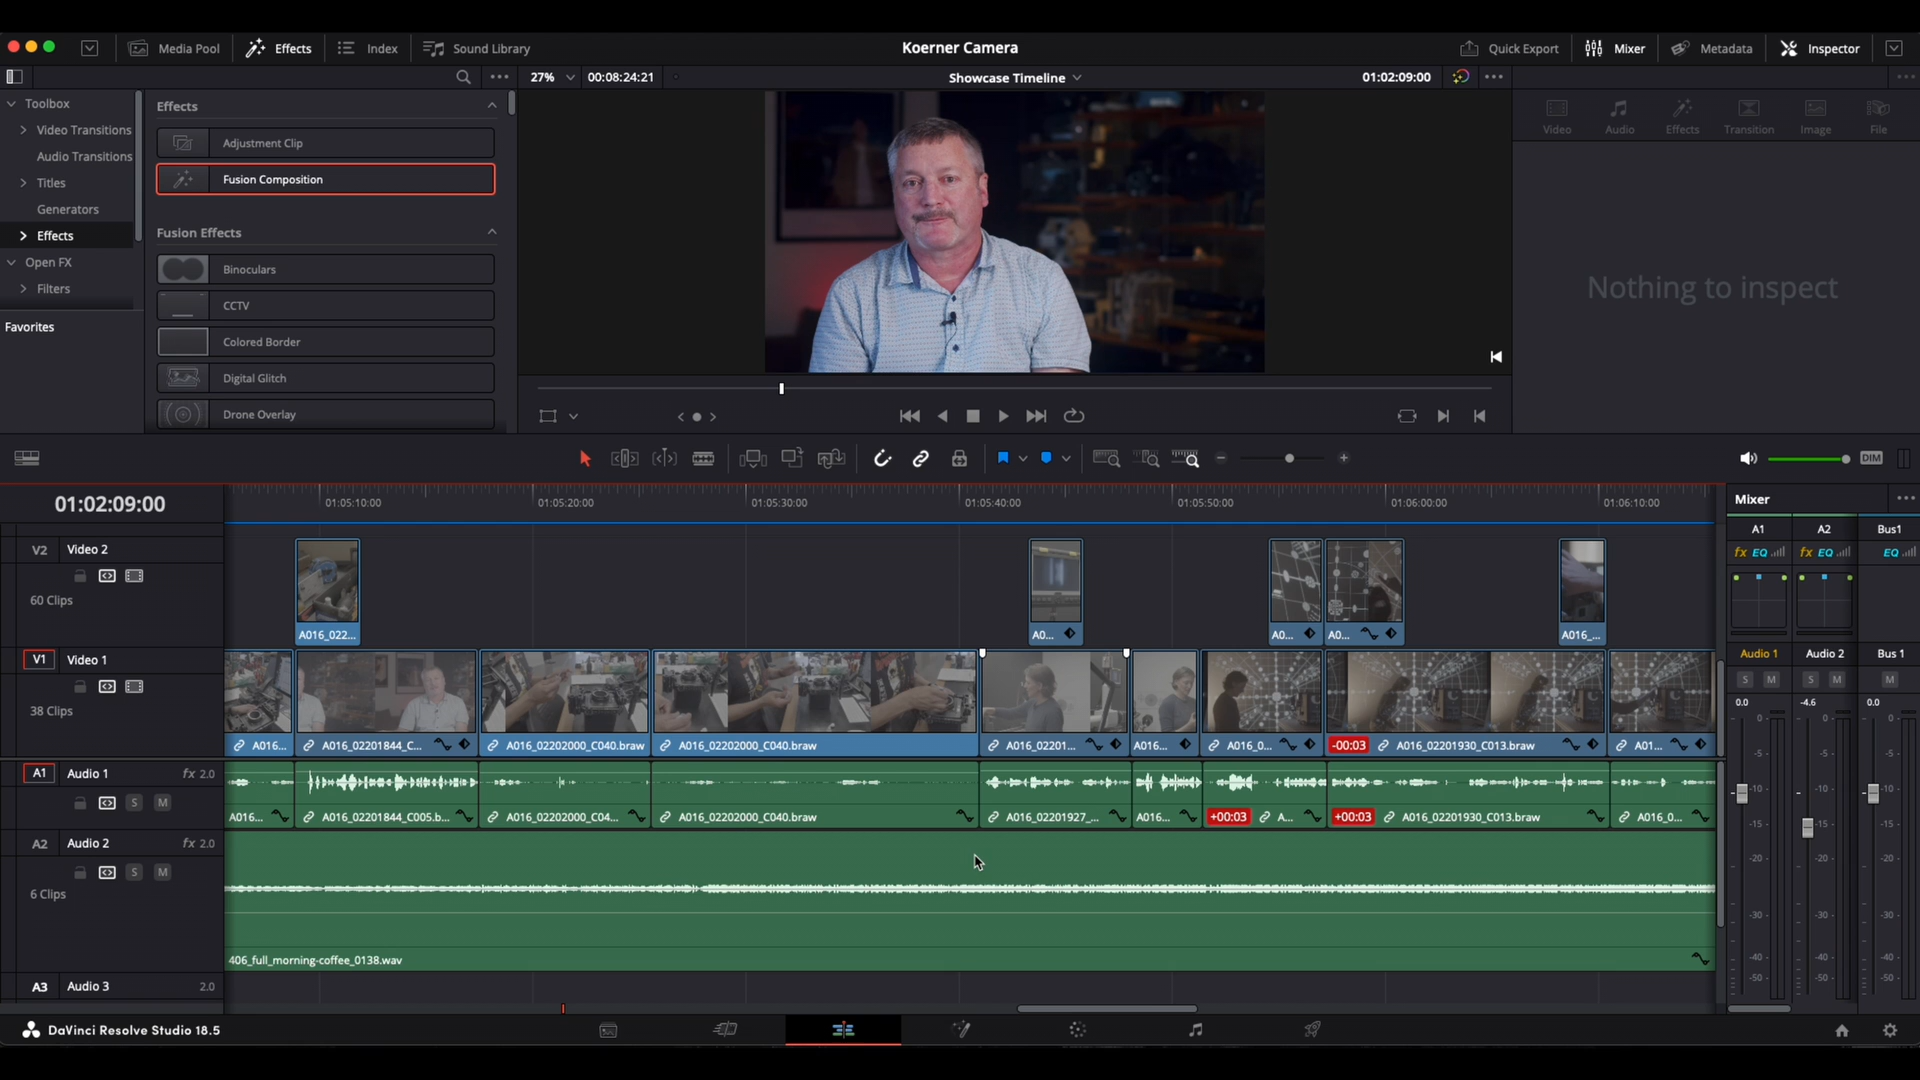 Media Pool Effects Index Sound Library Koerner Camera Quick Export Mixer Metadata Inspector
27% 00:08:24:21 Showcase Timeline 01:02:09:00
Toolbox
Video Transitions
Audio Transitions
Titles
Generators
Effects
Open FX
Filters
Favorites
Effects
Adjustment Clip
Fusion Composition
Fusion Effects
Binoculars
CCTV
Colored Border
Digital Glitch
Drone Overlay
Video Audio Effects Transition Image File
Nothing to inspect
DIM
01:02:09:00
01:05:10:00 01:05:20:00 01:05:30:00 01:05:40:00 01:05:50:00 01:06:00:00 01:06:10:00
V2 Video 2
60 Clips
A016_022... A0... A0... A0... A016_...
V1 Video 1
38 Clips
A016... A016_02201844_C... A016_02202000_C040.braw A016_02202000_C040.braw A016_02201... A016... A016_0... -00:03 A016_02201930_C013.braw A01...
A1 Audio 1 fx 2.0
S M
A016... A016_02201844_C005.b... A016_02202000_C04... A016_02202000_C040.braw A016_02201927_... A016... +00:03 A... +00:03 A016_02201930_C013.braw A016_0...
A2 Audio 2 fx 2.0
S M
6 Clips
406_full_morning-coffee_0138.wav
A3 Audio 3 2.0
Mixer
A1 A2 Bus1
fx EQ fx EQ EQ
Audio 1 Audio 2 Bus 1
S M S M M
0.0 -4.6 0.0
0 0 0
-5 -5 -5
-10 -10 -10
-15 -15 -15
-20 -20 -20
-30 -30 -30
-40 -40 -40
-50 -50 -50
DaVinci Resolve Studio 18.5